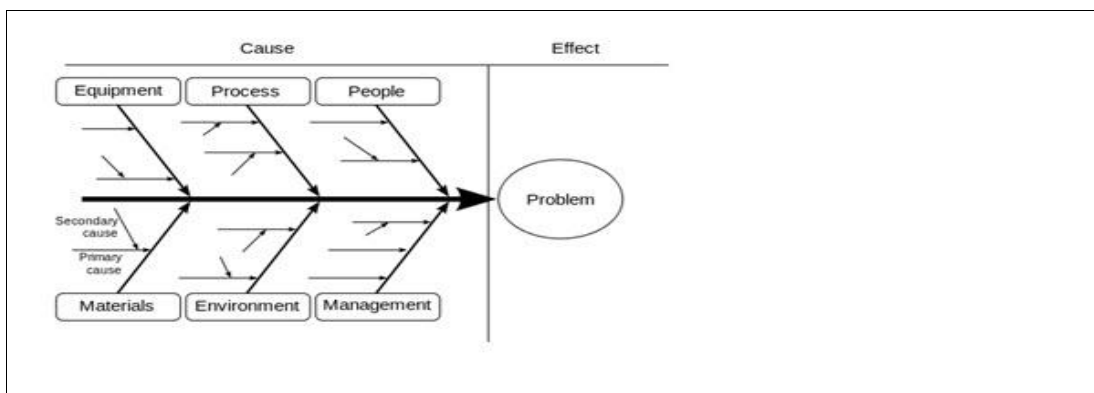 Cause
Effect
Equipment
Process
People
Problem
Secondary
cause
Primary
cause
Materials
Environment
Management